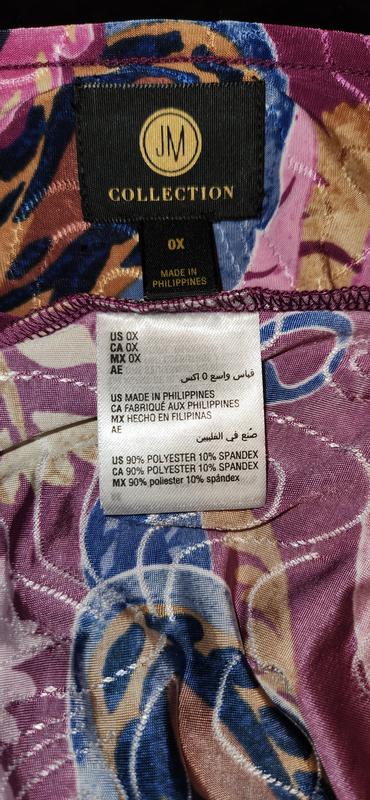 JM
COLLECTION
0X
MADE IN
PHILIPPINES
US 0X
CA 0X
MX 0X
AE
قياس واسع 0 اكس
US MADE IN PHILIPPINES
CA FABRIQUÉ AUX PHILIPPINES
MX HECHO EN FILIPINAS
AE
صُنع في الفلبين
US 90% POLYESTER 10% SPANDEX
CA 90% POLYESTER 10% SPANDEX
MX 90% poliester 10% spándex